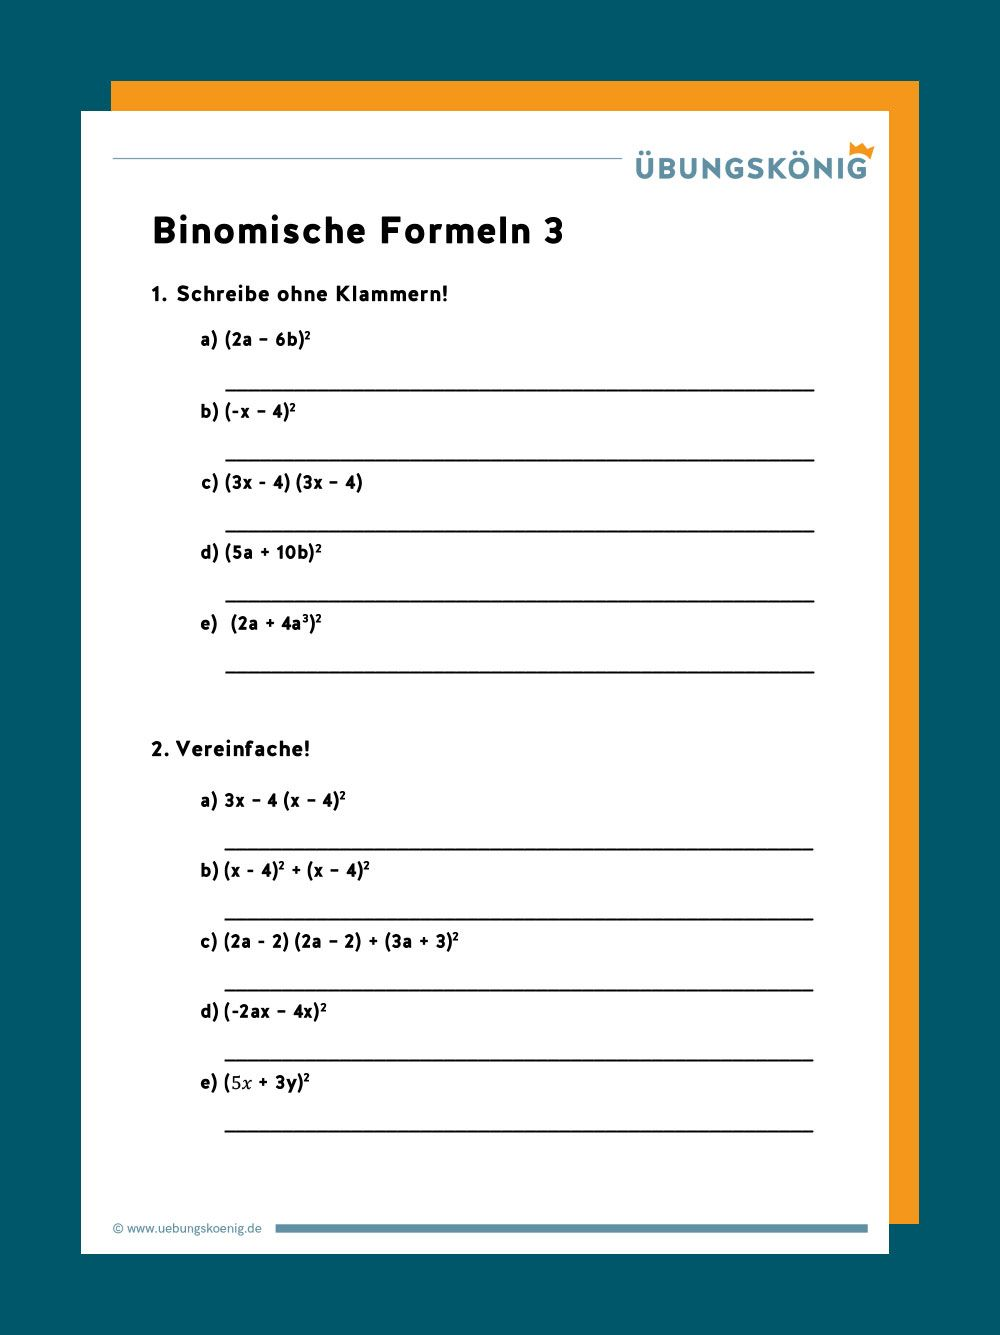 ÜBUNGSKÖNIG
Binomische Formeln 3
1. Schreibe ohne Klammern!
a) (2a – 6b)²
b) (-x – 4)²
c) (3x - 4) (3x – 4)
d) (5a + 10b)²
e) (2a + 4a³)²
2. Vereinfache!
a) 3x – 4 (x – 4)²
b) (x - 4)² + (x – 4)²
c) (2a - 2) (2a – 2) + (3a + 3)²
d) (-2ax – 4x)²
e) (5x + 3y)²
© www.uebungskoenig.de